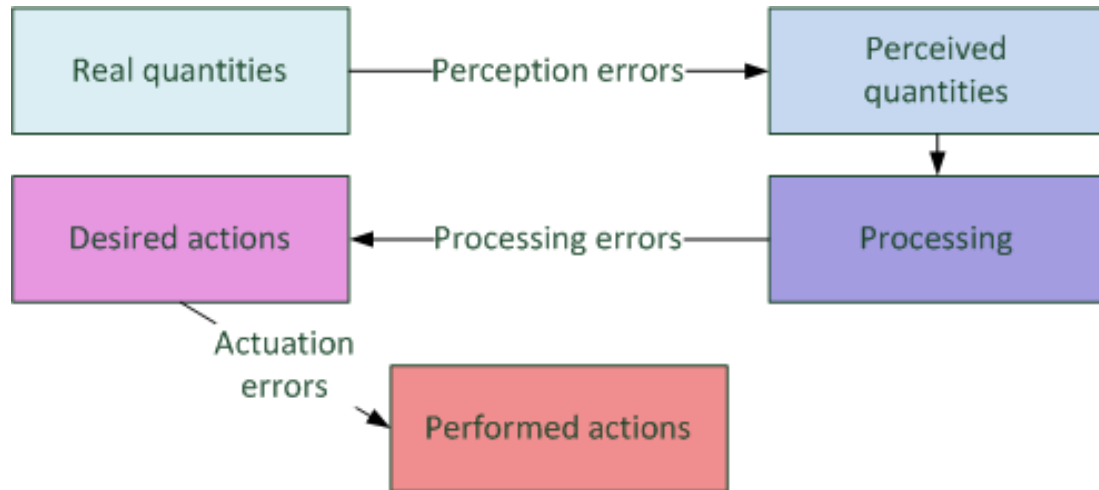 Real quantities
Perception errors
Perceived
quantities
Desired actions
Processing errors
Processing
Actuation
errors
Performed actions